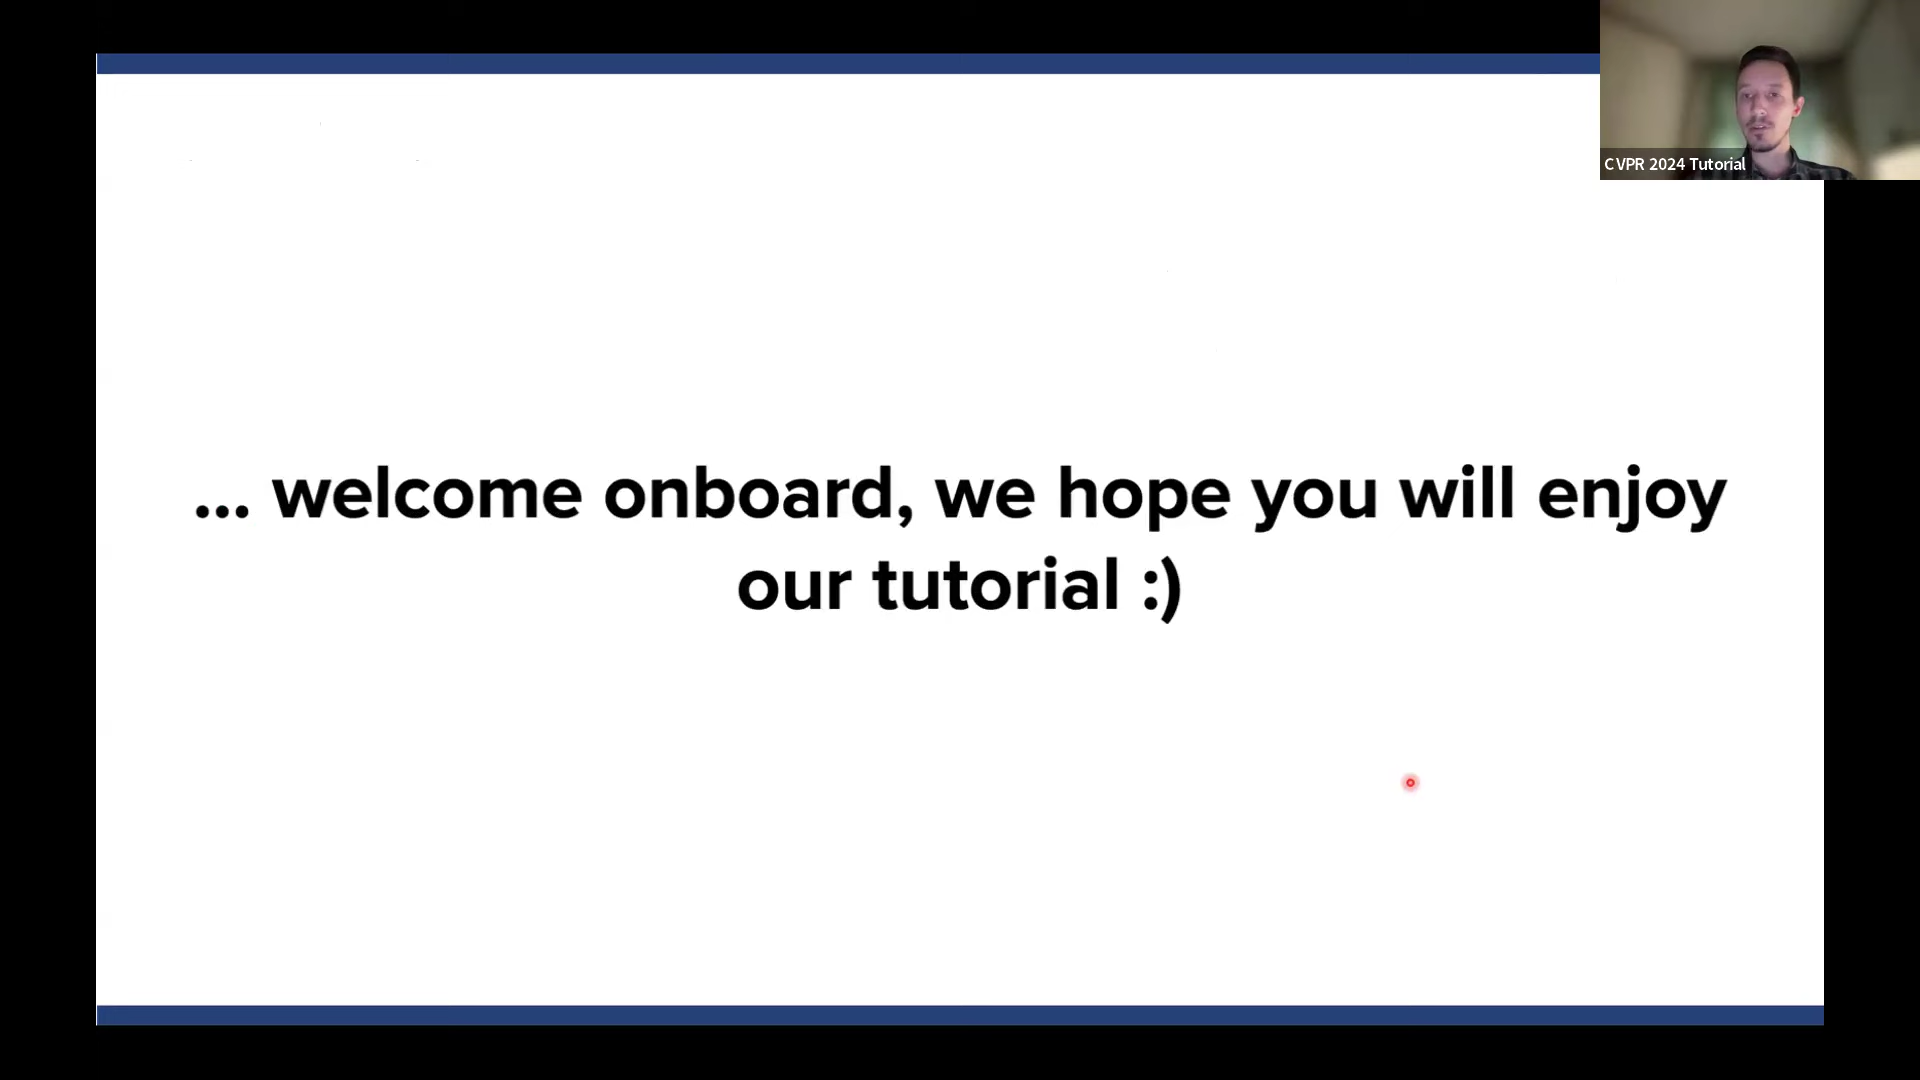 CVPR 2024 Tutorial
... welcome onboard, we hope you will enjoy
our tutorial :)